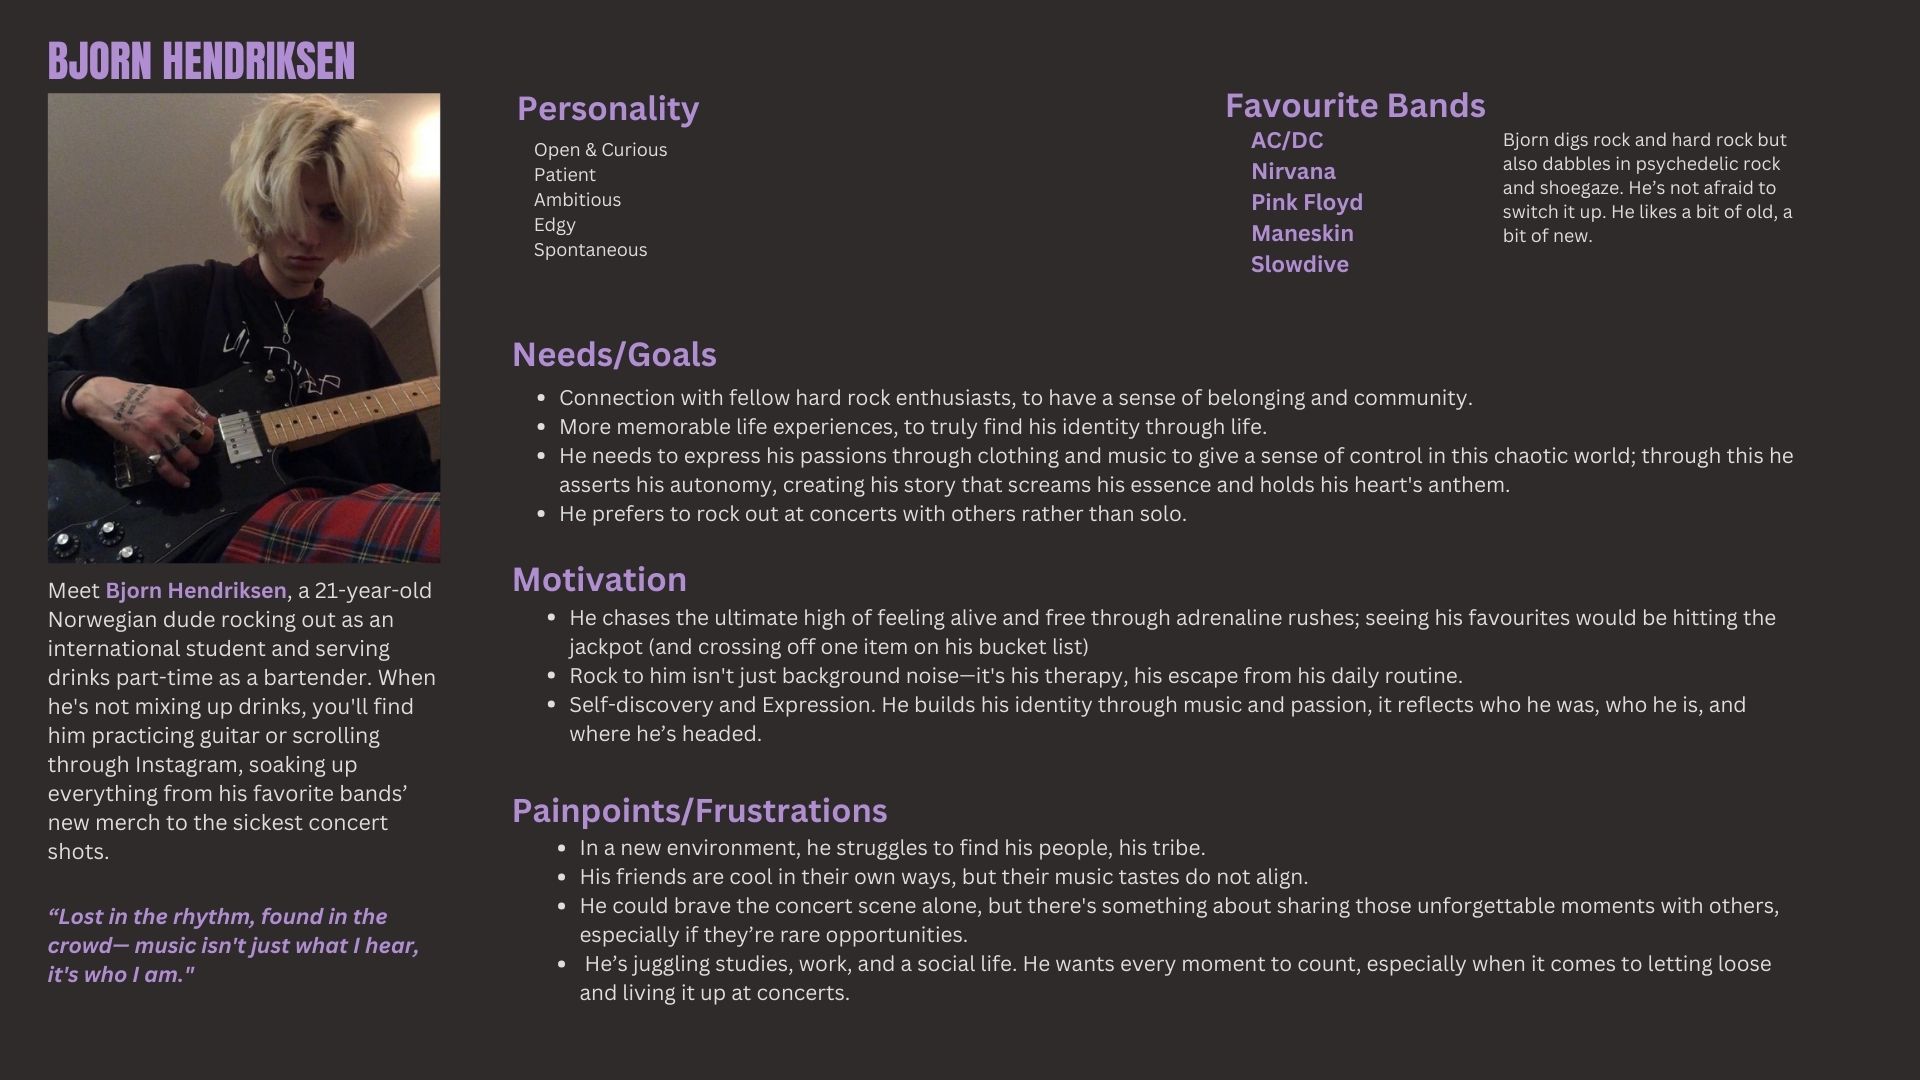 BJORN HENDRIKSEN
Meet Bjorn Hendriksen, a 21-year-old
Norwegian dude rocking out as an
international student and serving
drinks part-time as a bartender. When
he's not mixing up drinks, you'll find
him practicing guitar or scrolling
through Instagram, soaking up
everything from his favorite bands’
new merch to the sickest concert
shots.
“Lost in the rhythm, found in the
crowd— music isn't just what I hear,
it's who I am."
Personality
Open & Curious
Patient
Ambitious
Edgy
Spontaneous
Favourite Bands
AC/DC
Nirvana
Pink Floyd
Maneskin
Slowdive
Bjorn digs rock and hard rock but
also dabbles in psychedelic rock
and shoegaze. He’s not afraid to
switch it up. He likes a bit of old, a
bit of new.
Needs/Goals
• Connection with fellow hard rock enthusiasts, to have a sense of belonging and community.
• More memorable life experiences, to truly find his identity through life.
• He needs to express his passions through clothing and music to give a sense of control in this chaotic world; through this he
asserts his autonomy, creating his story that screams his essence and holds his heart's anthem.
• He prefers to rock out at concerts with others rather than solo.
Motivation
• He chases the ultimate high of feeling alive and free through adrenaline rushes; seeing his favourites would be hitting the
jackpot (and crossing off one item on his bucket list)
• Rock to him isn't just background noise—it's his therapy, his escape from his daily routine.
• Self-discovery and Expression. He builds his identity through music and passion, it reflects who he was, who he is, and
where he’s headed.
Painpoints/Frustrations
• In a new environment, he struggles to find his people, his tribe.
• His friends are cool in their own ways, but their music tastes do not align.
• He could brave the concert scene alone, but there's something about sharing those unforgettable moments with others,
especially if they’re rare opportunities.
• He’s juggling studies, work, and a social life. He wants every moment to count, especially when it comes to letting loose
and living it up at concerts.